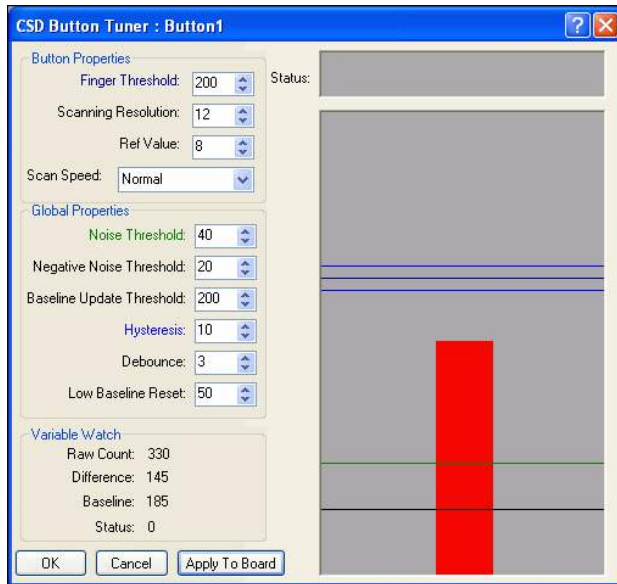 CSD Button Tuner : Button1
Button Properties
Finger Threshold: 200
Scanning Resolution: 12
Ref Value: 8
Scan Speed: Normal
Status:
Global Properties
Noise Threshold: 40
Negative Noise Threshold: 20
Baseline Update Threshold: 200
Hysteresis: 10
Debounce: 3
Low Baseline Reset: 50
Variable Watch
Raw Count: 330
Difference: 145
Baseline: 185
Status: 0
OK Cancel Apply To Board